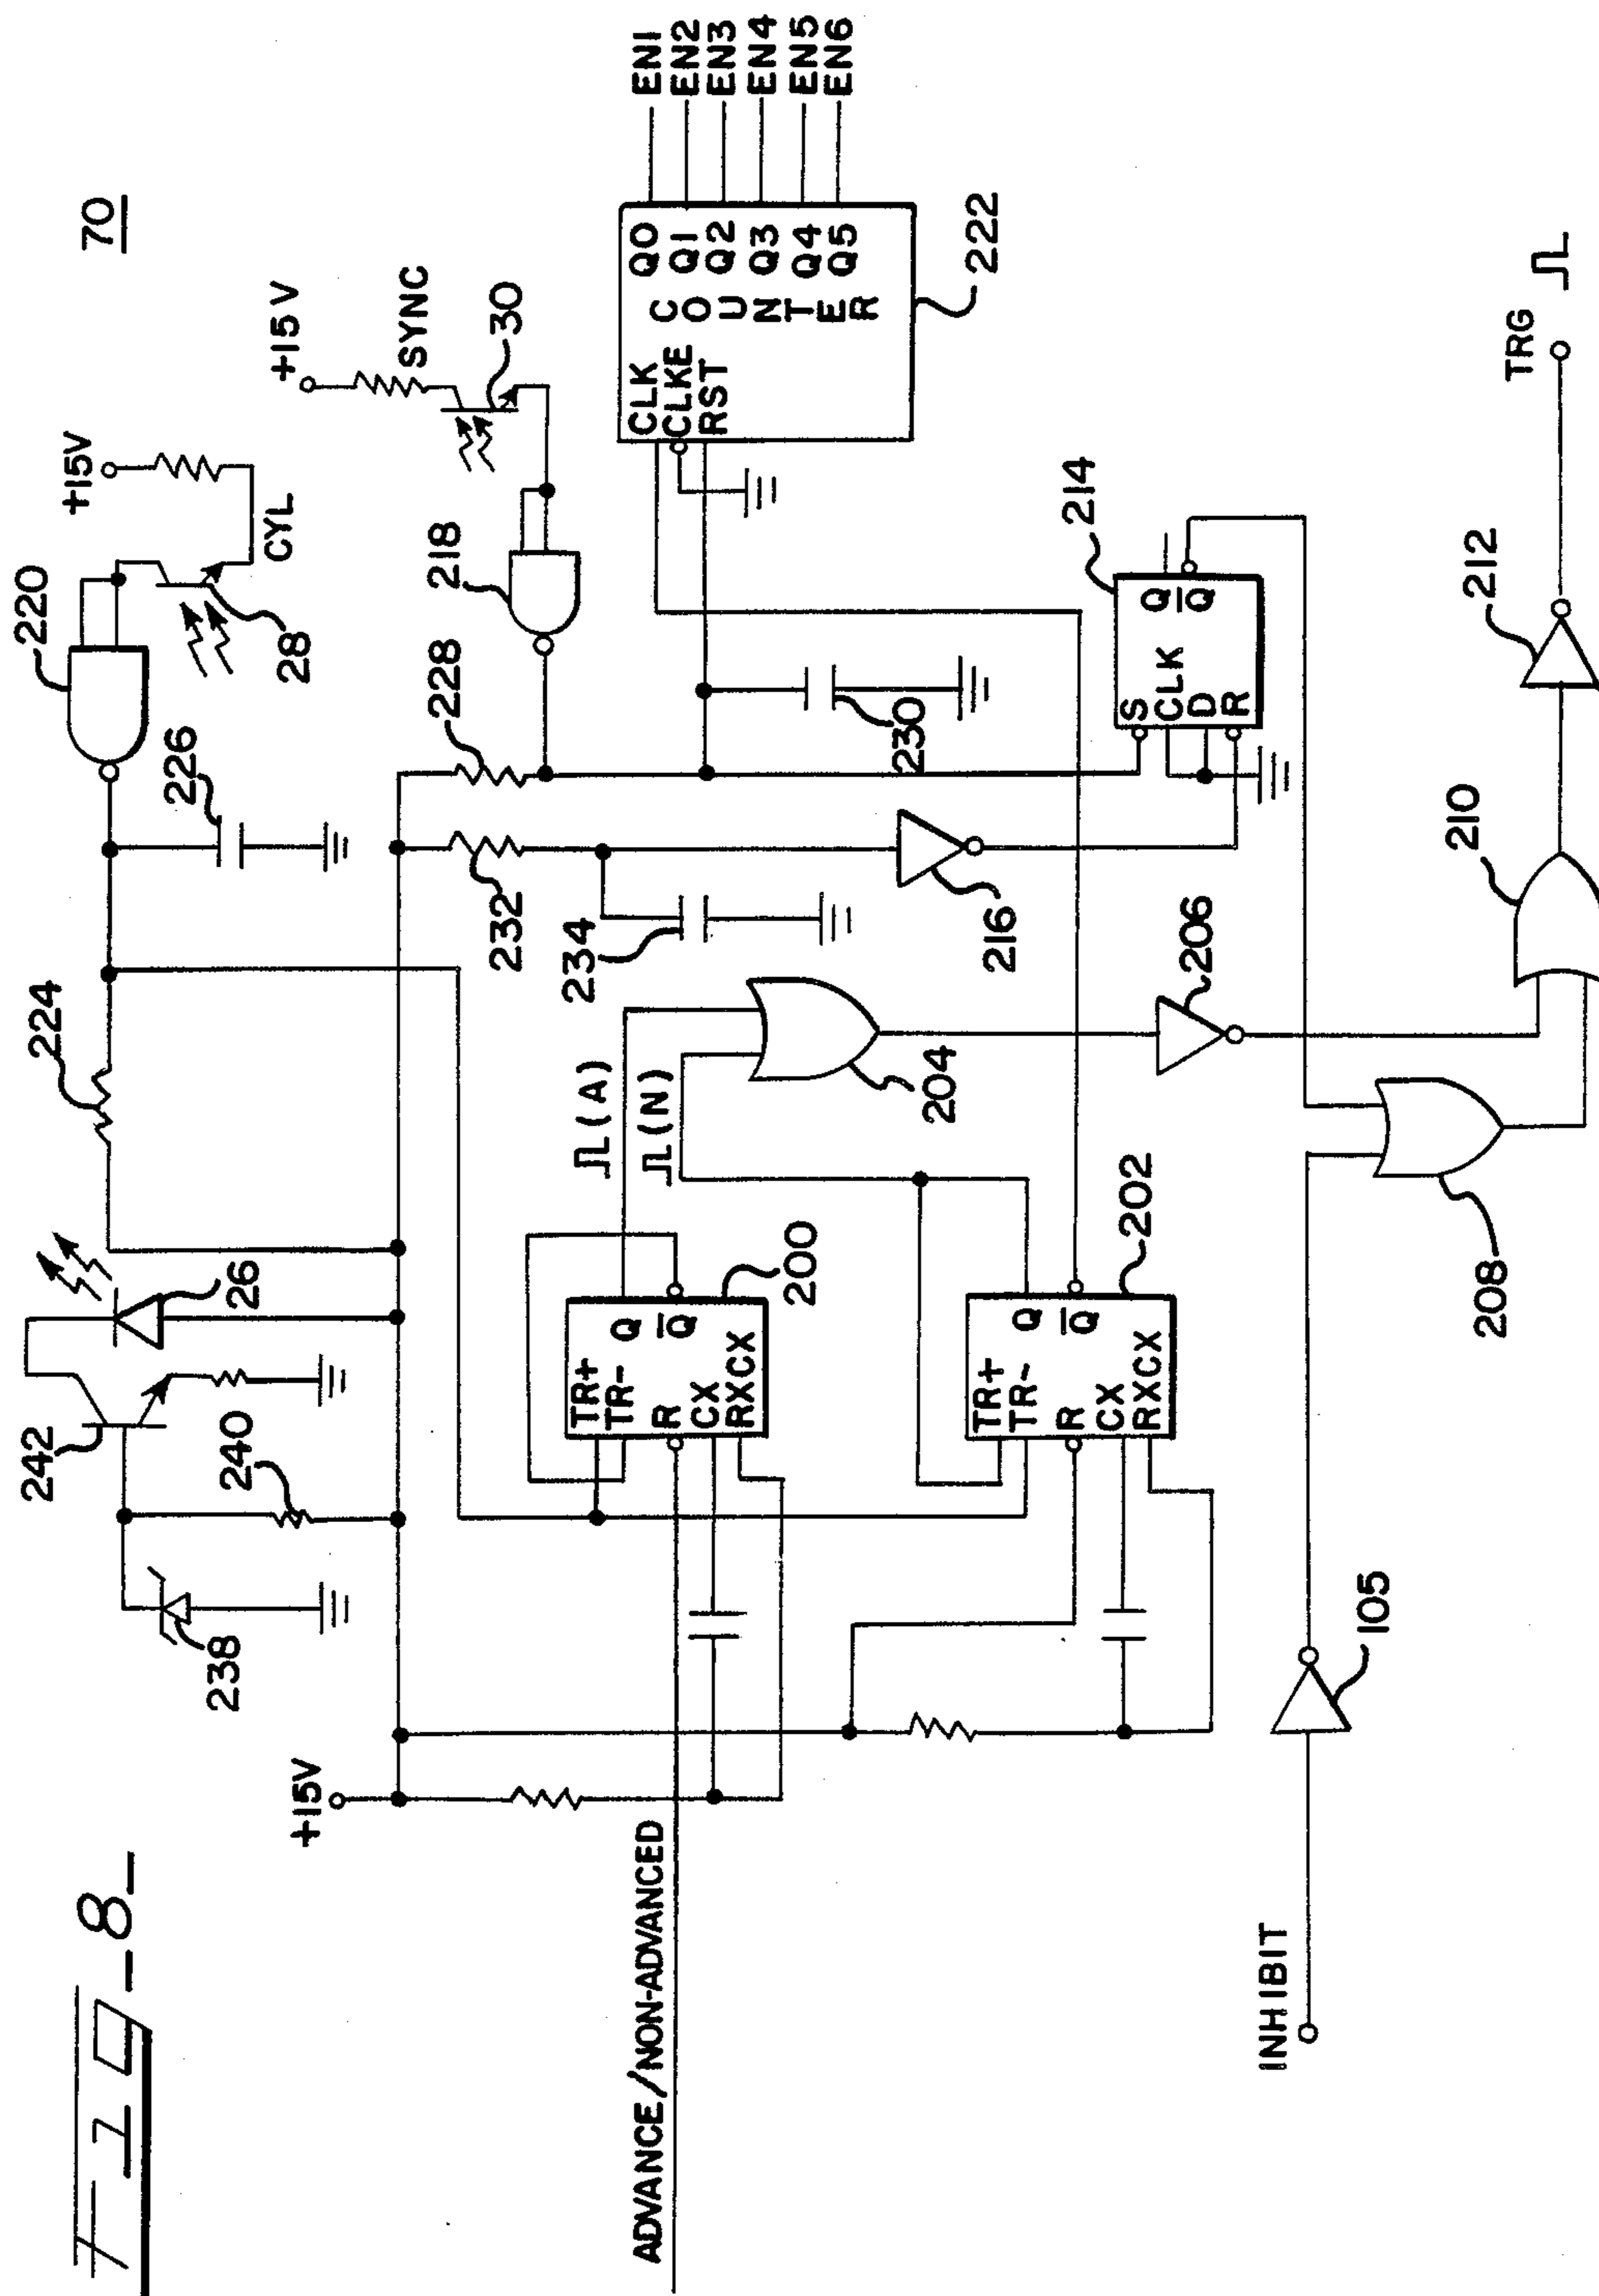 FIG-8-
70
+15V
+15V
+15V
CYL
SYNC
242
238
240
26
224
226
220
28
228
218
30
232
234
216
230
CLK
CLKE
RST
COUNTER
Q0
Q1
Q2
Q3
Q4
Q5
222
EN1
EN2
EN3
EN4
EN5
EN6
ADVANCE/NON-ADVANCED
TR+
TR-
R
CX
RXCX
Q
Q̅
200
(A)
(N)
204
TR+
TR-
R
CX
RXCX
Q
Q̅
202
206
S
CLK
D
R
Q
Q̅
214
INHIBIT
105
208
210
212
TRG